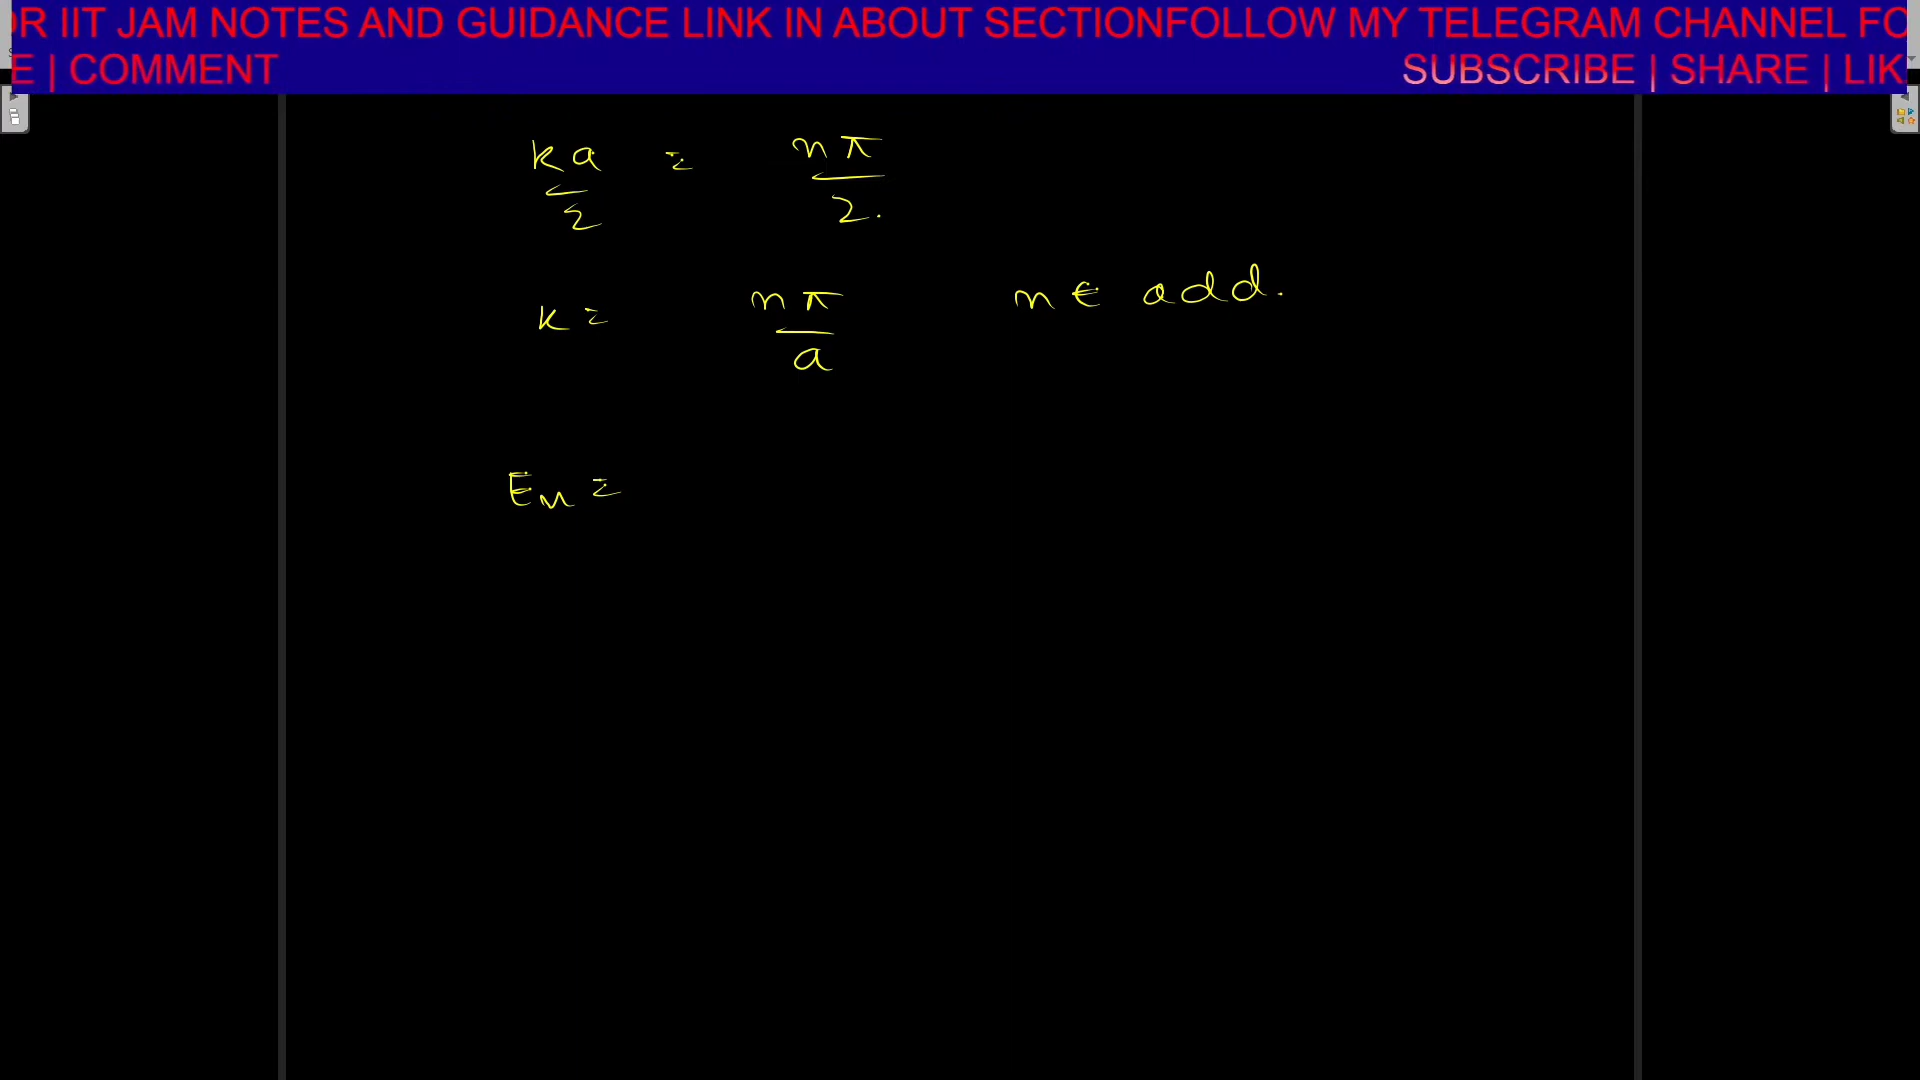 OR IIT JAM NOTES AND GUIDANCE LINK IN ABOUT SECTIONFOLLOW MY TELEGRAM CHANNEL FO
E | COMMENT SUBSCRIBE | SHARE | LIK
ka/2 = nπ/2.
k = nπ/a n ∈ odd.
En =